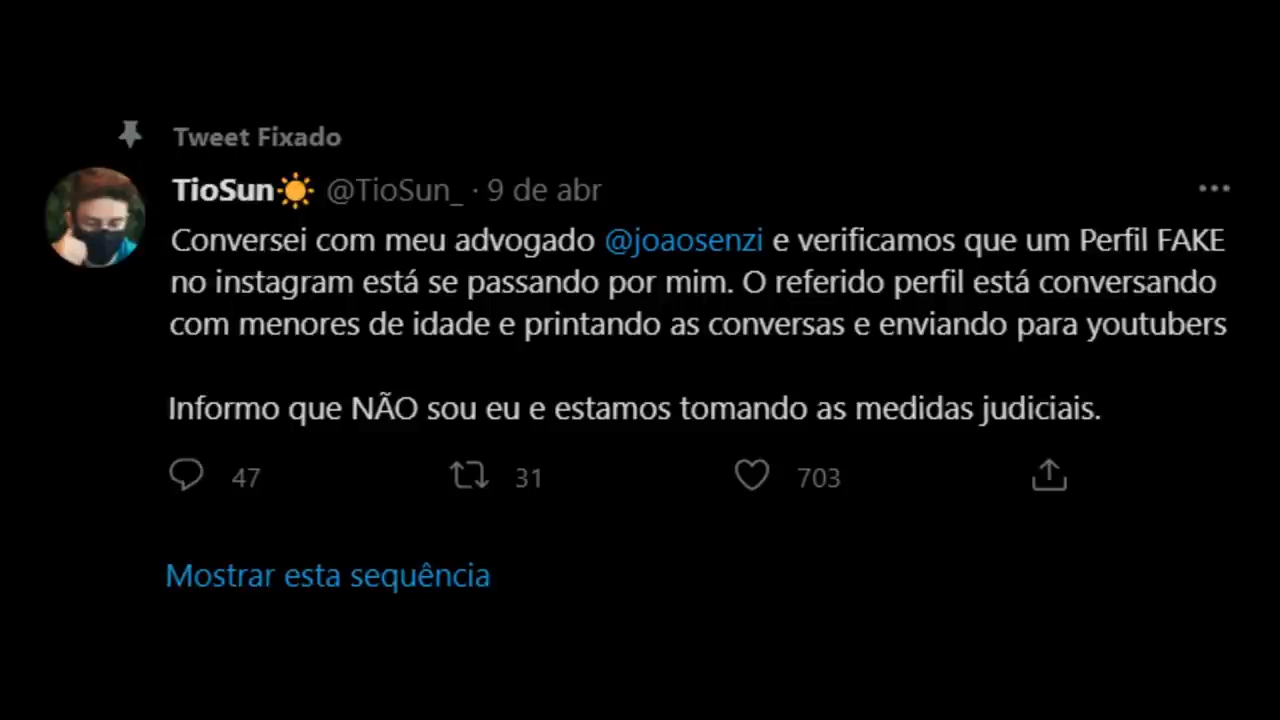 Tweet Fixado
TioSun☀️ @TioSun_ · 9 de abr
Conversei com meu advogado @joaosenzi e verificamos que um Perfil FAKE
no instagram está se passando por mim. O referido perfil está conversando
com menores de idade e printando as conversas e enviando para youtubers
Informo que NÃO sou eu e estamos tomando as medidas judiciais.
47 31 703
Mostrar esta sequência